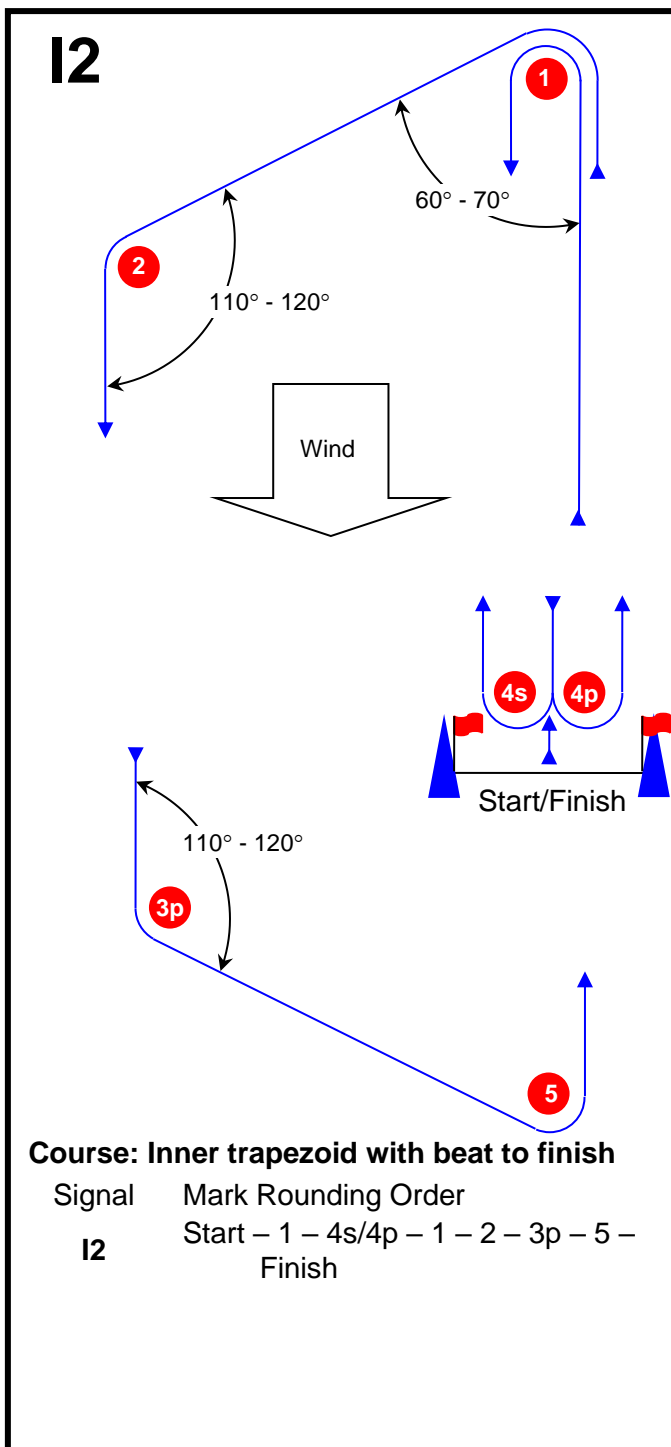 I2
1
60° - 70°
2
110° - 120°
Wind
4s
4p
Start/Finish
110° - 120°
3p
5
Course: Inner trapezoid with beat to finish
Signal Mark Rounding Order
I2 Start – 1 – 4s/4p – 1 – 2 – 3p – 5 –
Finish